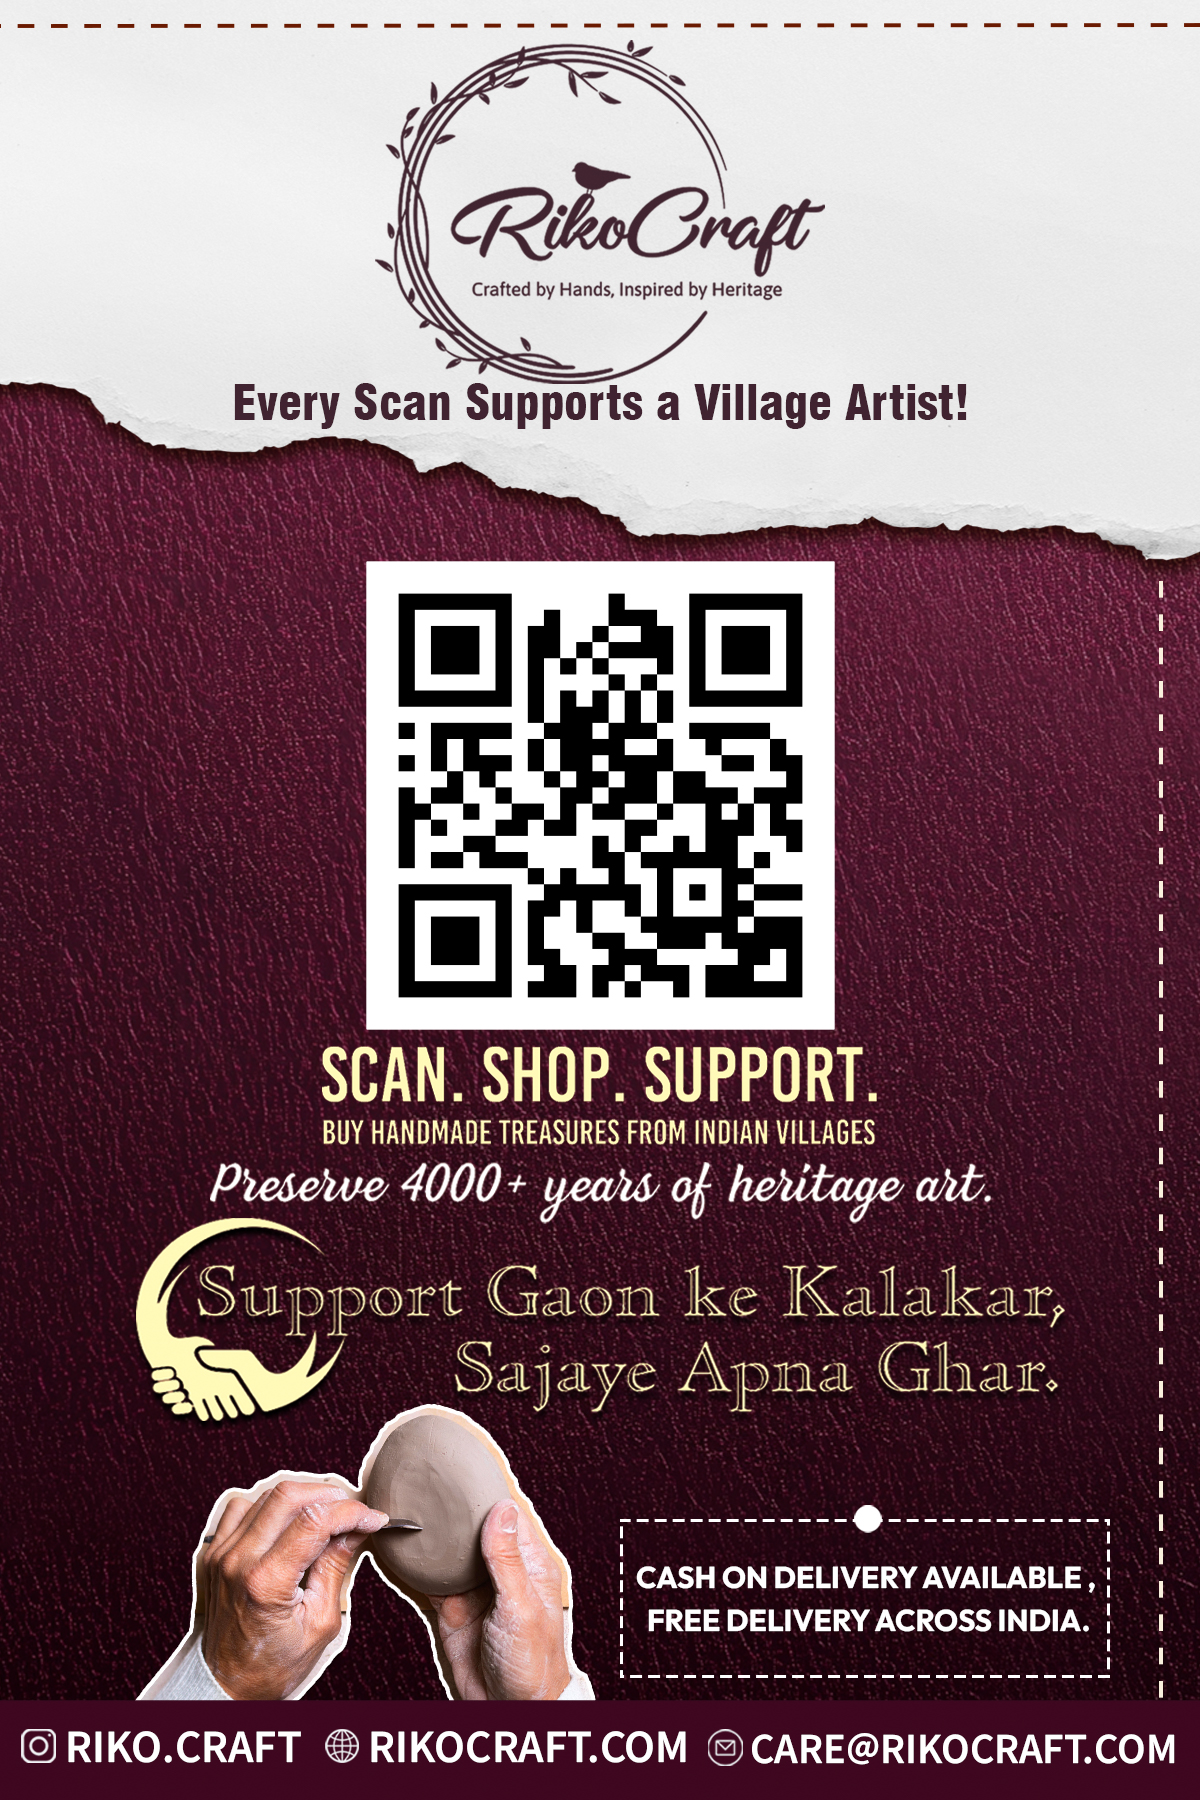 RikoCraft
Crafted by Hands, Inspired by Heritage
Every Scan Supports a Village Artist!
SCAN. SHOP. SUPPORT.
BUY HANDMADE TREASURES FROM INDIAN VILLAGES
Preserve 4000+ years of heritage art.
Support Gaon ke Kalakar,
Sajaye Apna Ghar.
CASH ON DELIVERY AVAILABLE ,
FREE DELIVERY ACROSS INDIA.
RIKO.CRAFT RIKOCRAFT.COM CARE@RIKOCRAFT.COM